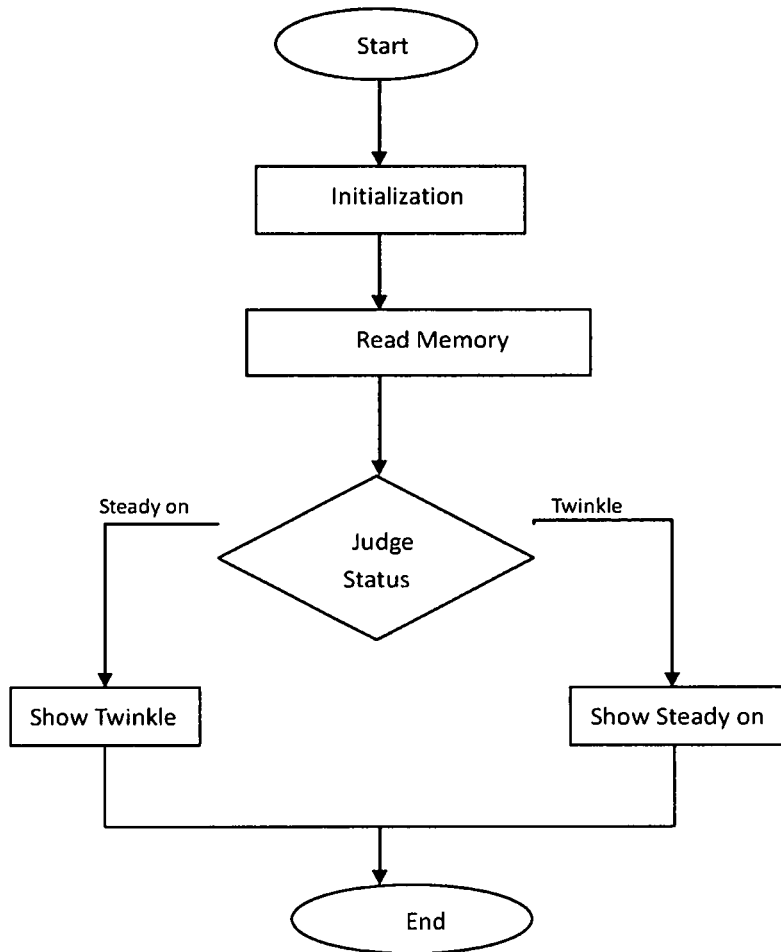 Start
Initialization
Read Memory
Steady on
Twinkle
Judge
Status
Show Twinkle
Show Steady on
End